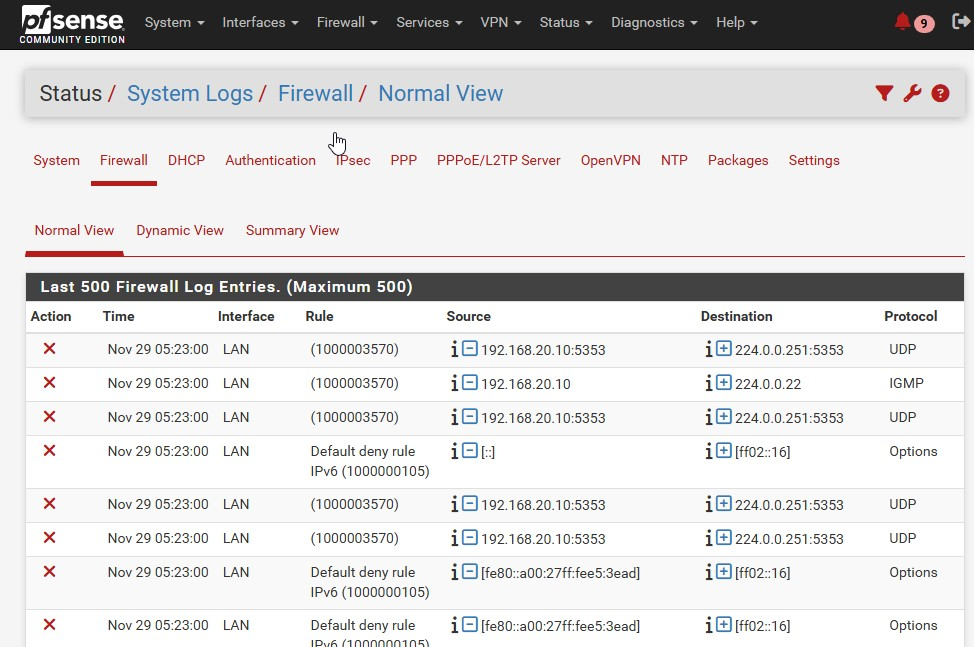 pfsense
COMMUNITY EDITION
System Interfaces Firewall Services VPN Status Diagnostics Help 9
Status / System Logs / Firewall / Normal View
System Firewall DHCP Authentication IPsec PPP PPPoE/L2TP Server OpenVPN NTP Packages Settings
Normal View Dynamic View Summary View
Last 500 Firewall Log Entries. (Maximum 500)
Action Time Interface Rule Source Destination Protocol
Nov 29 05:23:00 LAN (1000003570) 192.168.20.10:5353 224.0.0.251:5353 UDP
Nov 29 05:23:00 LAN (1000003570) 192.168.20.10 224.0.0.22 IGMP
Nov 29 05:23:00 LAN (1000003570) 192.168.20.10:5353 224.0.0.251:5353 UDP
Nov 29 05:23:00 LAN Default deny rule [::] [ff02::16] Options
IPv6 (1000000105)
Nov 29 05:23:00 LAN (1000003570) 192.168.20.10:5353 224.0.0.251:5353 UDP
Nov 29 05:23:00 LAN (1000003570) 192.168.20.10:5353 224.0.0.251:5353 UDP
Nov 29 05:23:00 LAN Default deny rule [fe80::a00:27ff:fee5:3ead] [ff02::16] Options
IPv6 (1000000105)
Nov 29 05:23:00 LAN Default deny rule [fe80::a00:27ff:fee5:3ead] [ff02::16] Options
IPv6 (1000000105)